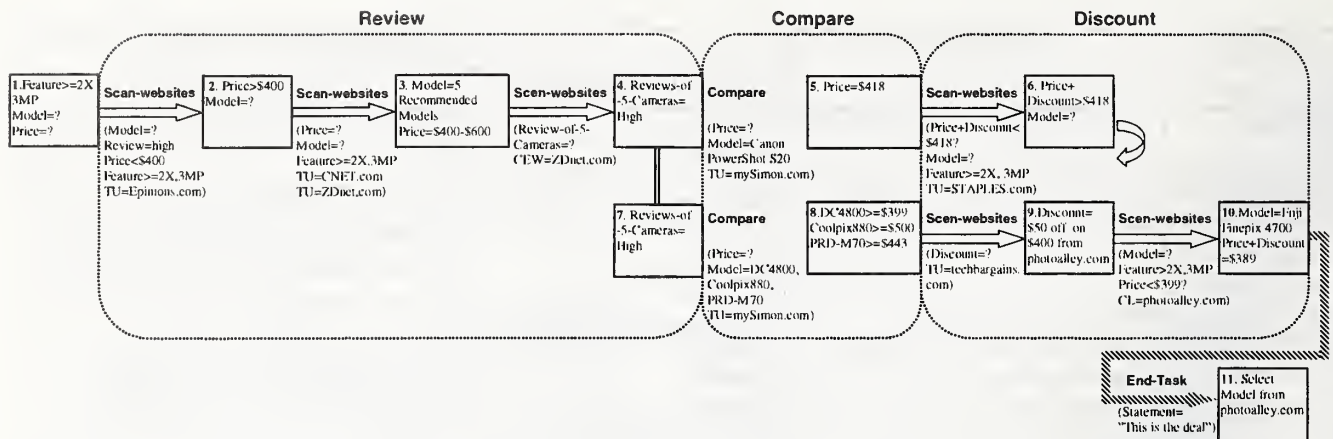 Review
Compare
Discount
1.Feature>=2X
3MP
Model=?
Price=?
Scan-websites
(Model=?
Review=high
Price<$400
Feature>=2X,3MP
TU=Epinions.com)
2. Price>$400
Model=?
Scan-websites
(Price=?
Model=?
Feature>=2X,3MP
TU=CNET.com
TU=ZDnet.com)
3. Model=5
Recommended
Models
Price=$400-$600
Scen-websites
(Review-of-5-
Cameras=?
CEW=ZDnet.com)
4. Reviews-of
-5-Cameras=
High
Compare
(Price=?
Model=Canon
PowerShot S20
TU=mySimon.com)
5. Price=$418
Scan-websites
(Price+Discount<
$418?
Model=?
Feature>=2X, 3MP
TU=STAPLES.com)
6. Price+
Discount>$418
Model=?
7. Reviews-of
-5-Cameras=
High
Compare
(Price=?
Model=DC4800,
Coolpix880,
PRD-M70
TU=mySimon.com)
8.DC4800>=$399
Coolpix880>=$500
PRD-M70>=$443
Scen-websites
(Discount=?
TU=techbargains.
com)
9.Discount=
$50 off on
$400 from
photoalley.com
Scen-websites
(Model=?
Feature>2X,3MP
Price<$399?
CL=photoalley.com)
10.Model=Fuji
Finepix 4700
Price+Discount
=$389
End-Task
(Statement=
"This is the deal")
11. Select
Model from
photoalley.com